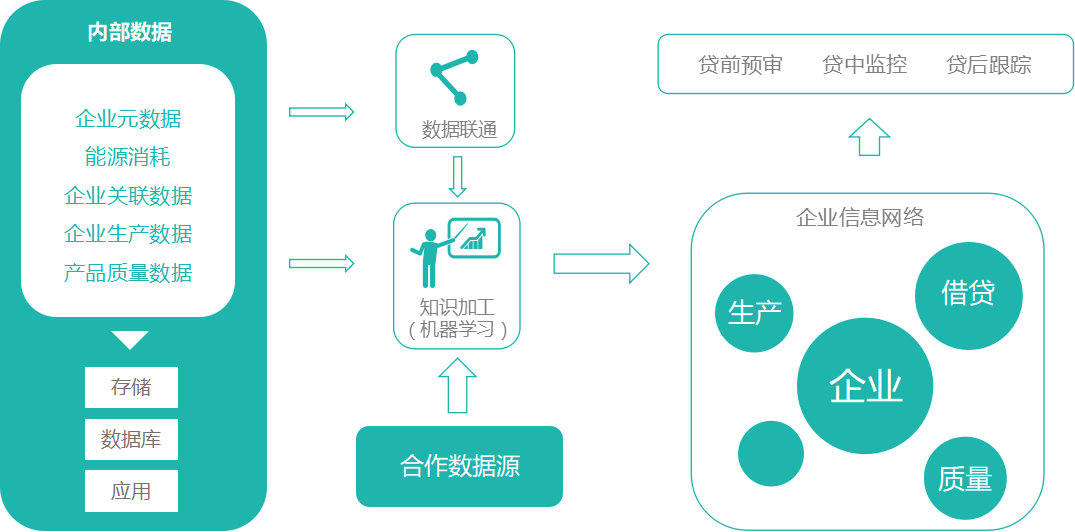 内部数据
企业元数据
能源消耗
企业关联数据
企业生产数据
产品质量数据
存储
数据库
应用
数据联通
知识加工
（机器学习）
合作数据源
贷前预审 贷中监控 贷后跟踪
企业信息网络
生产
借贷
企业
质量